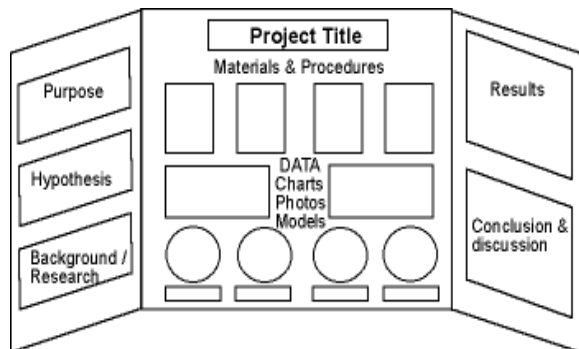 Project Title
Materials & Procedures
Purpose
Hypothesis
Background /
Research
DATA
Charts
Photos
Models
Results
Conclusion &
discussion